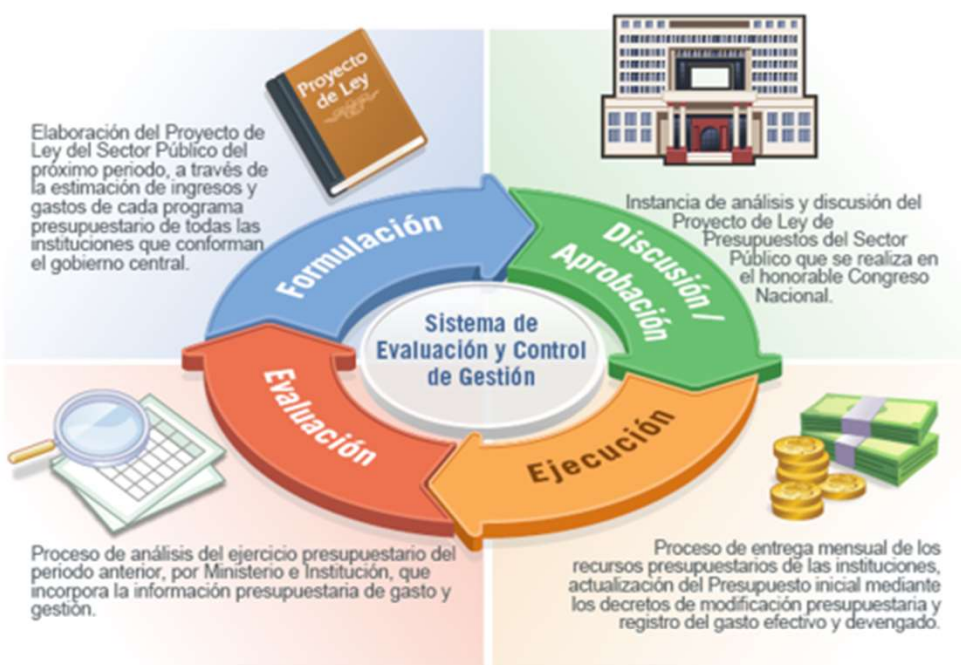 Proyecto
de Ley
Elaboración del Proyecto de
Ley del Sector Público del
próximo periodo, a través de
la estimación de ingresos y
gastos de cada programa
presupuestario de todas las
instituciones que conforman
el gobierno central.
Formulación
Discusión /
Aprobación
Instancia de análisis y discusión del
Proyecto de Ley de
Presupuestos del Sector
Público que se realiza en
el honorable Congreso
Nacional.
Sistema de
Evaluación y Control
de Gestión
Evaluación
Ejecución
Proceso de análisis del ejercicio presupuestario del
periodo anterior, por Ministerio e Institución, que
incorpora la información presupuestaria de gasto y
gestión.
Proceso de entrega mensual de los
recursos presupuestarios de las instituciones,
actualización del Presupuesto inicial mediante
los decretos de modificación presupuestaria y
registro del gasto efectivo y devengado.